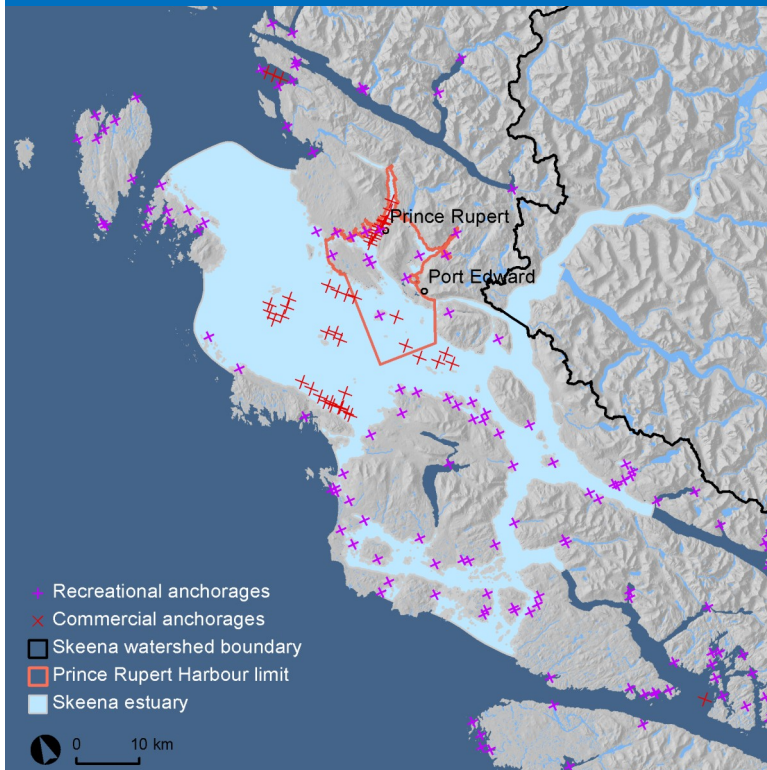 Prince Rupert
Port Edward
Recreational anchorages
Commercial anchorages
Skeena watershed boundary
Prince Rupert Harbour limit
Skeena estuary
0 10 km